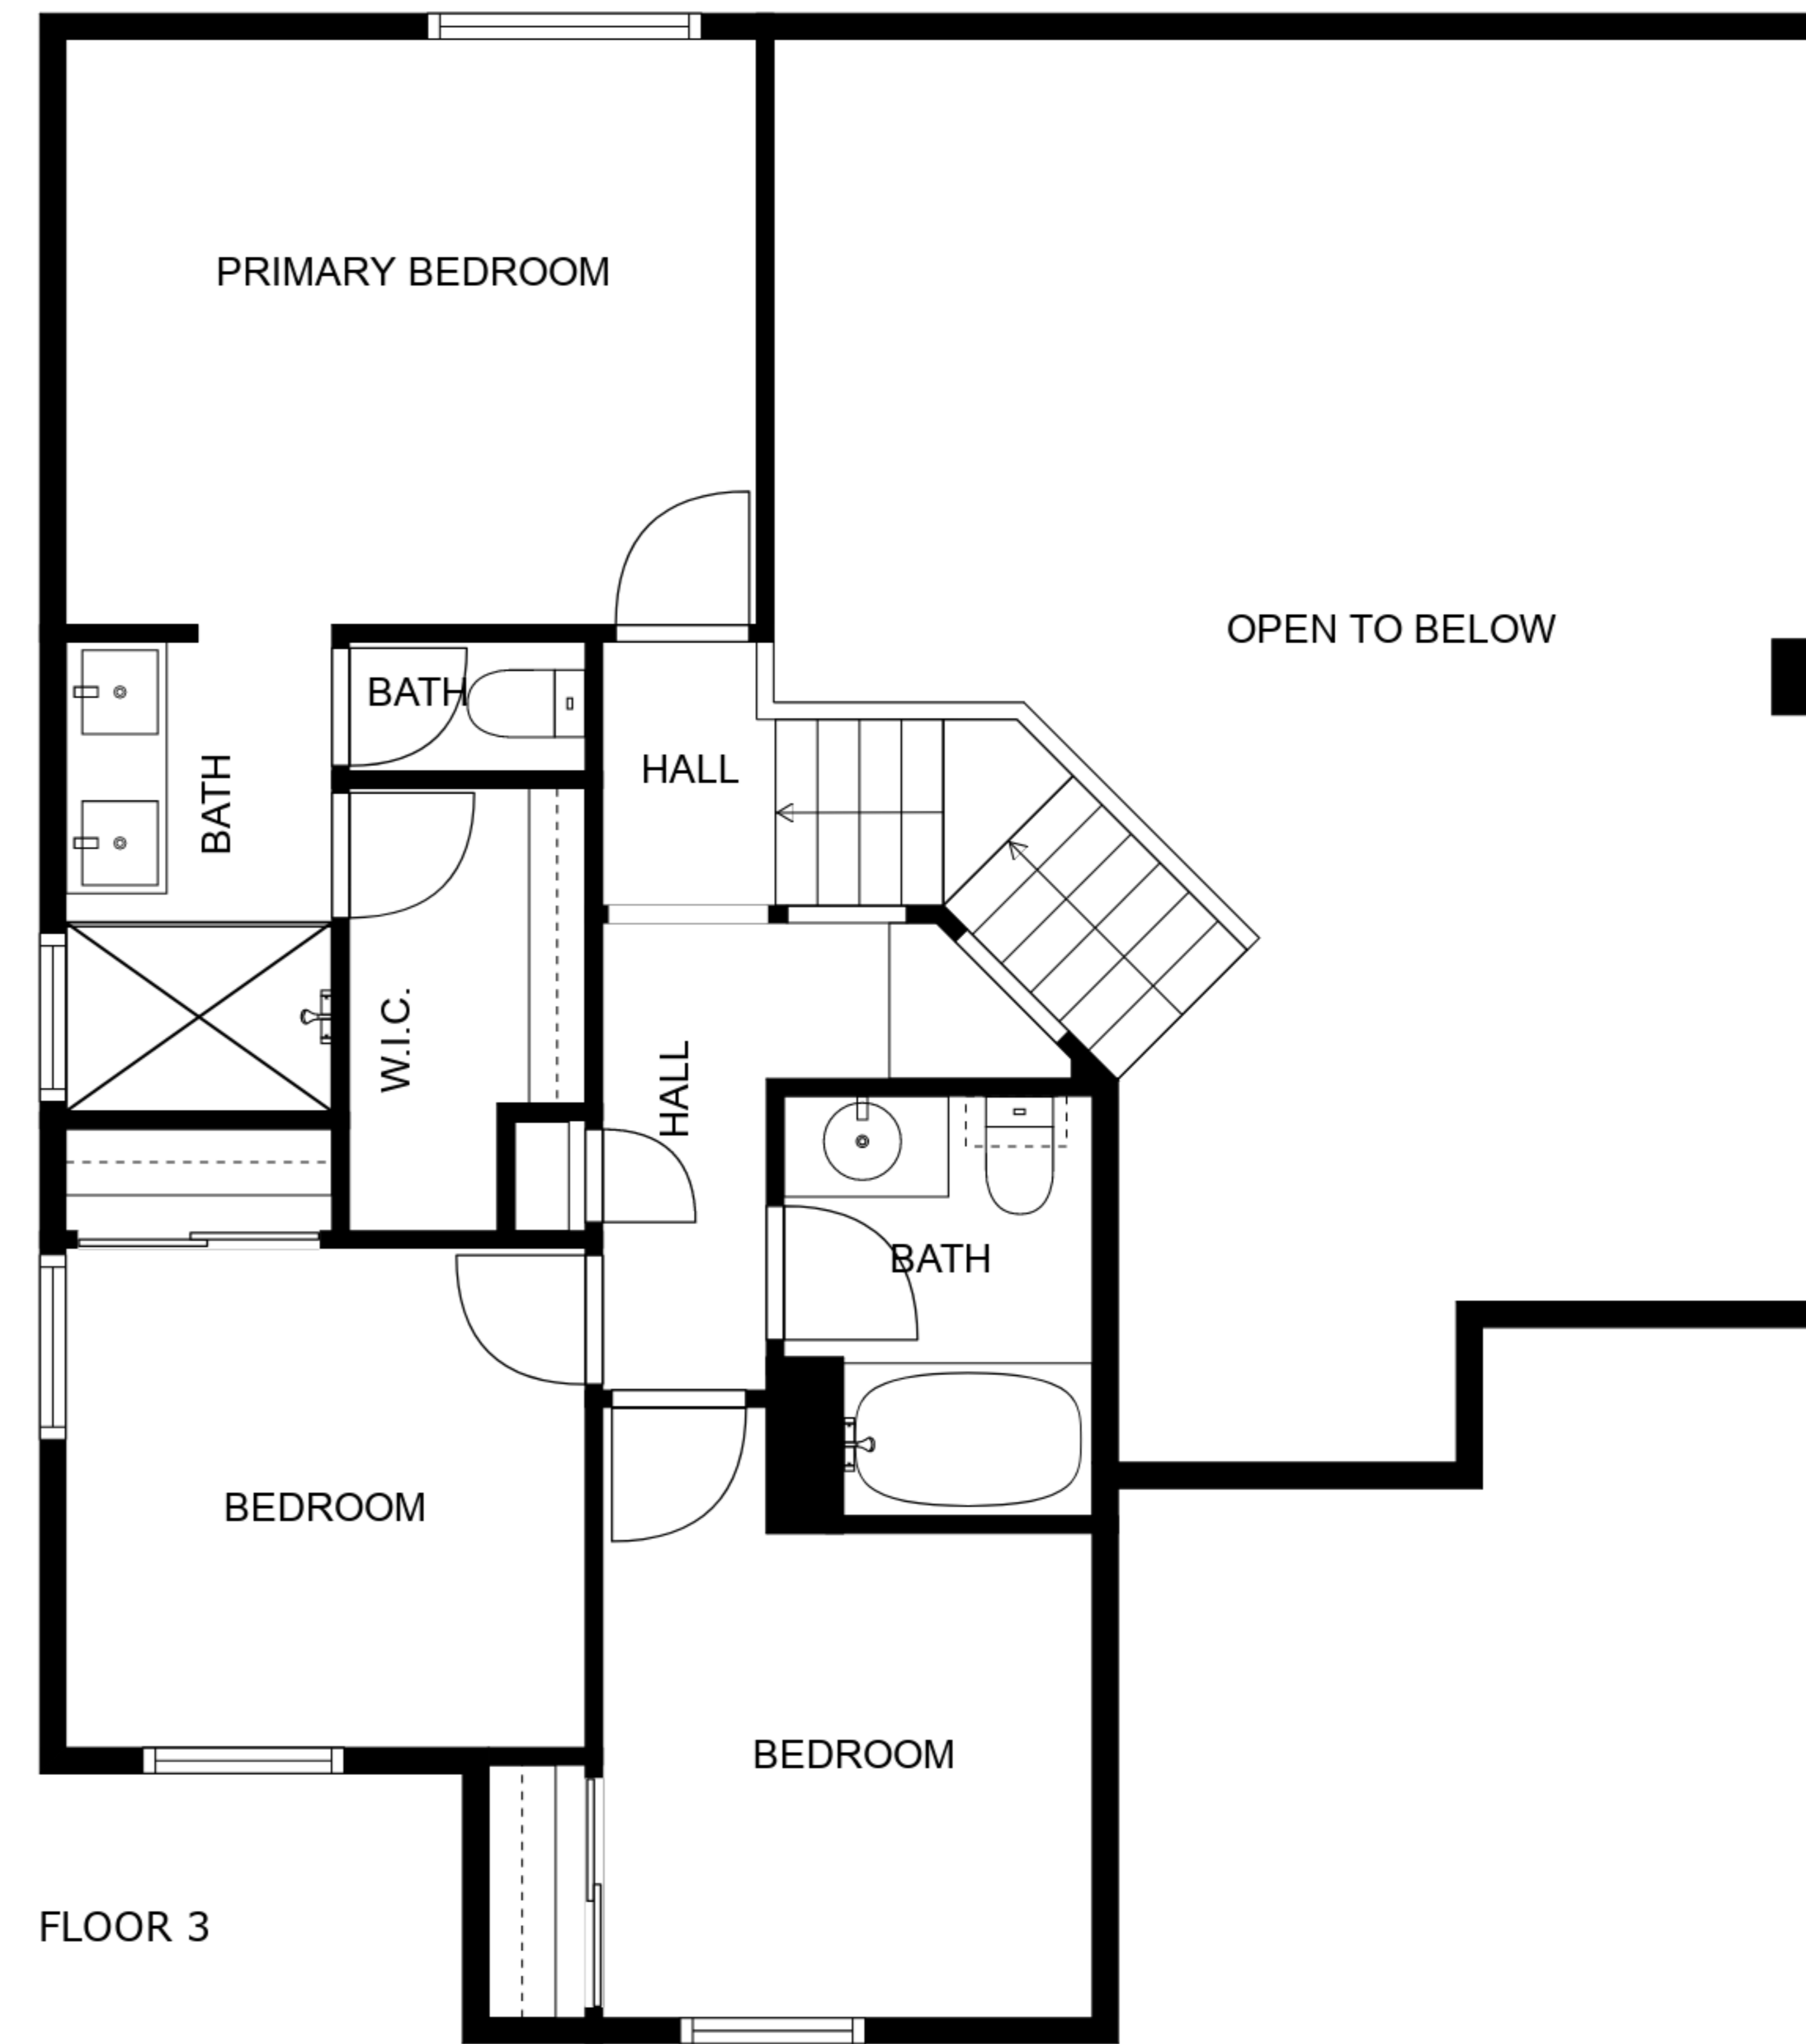 PRIMARY BEDROOM
OPEN TO BELOW
BATH
BATH
HALL
W.I.C.
HALL
BATH
BEDROOM
BEDROOM
FLOOR 3